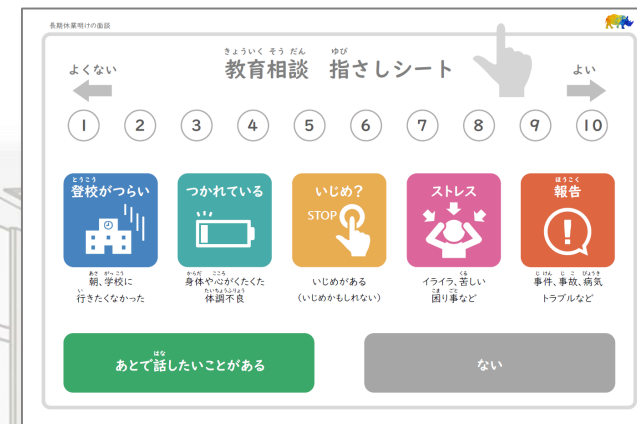 長期休業明けの面談
きょういく そう だん ゆび
教育相談 指さしシート
よくない
よい
1 2 3 4 5 6 7 8 9 10
とうこう
登校がつらい
つかれている
いじめ?
STOP
ストレス
ほうこく
報告
あさ がっこう
朝、学校に
い
行きたくなかった
からだ こころ
身体や心がくたくた
たいちょうふりょう
体調不良
いじめがある
(いじめかもしれない)
くる
イライラ、苦しい
こま ごと
困り事など
じけん じこ びょうき
事件、事故、病気
トラブルなど
はな
あとで話したいことがある
ない